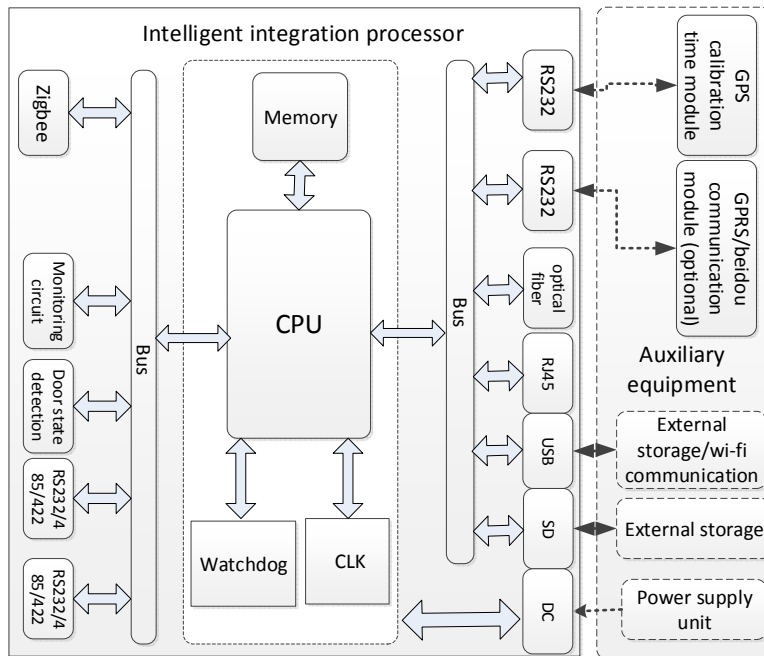 Intelligent integration processor
Zigbee
Monitoring
circuit
Door state
detection
RS232/4
85/422
RS232/4
85/422
Bus
Memory
CPU
Watchdog
CLK
Bus
RS232
RS232
optical
fiber
RJ45
USB
SD
DC
GPS
calibration
time module
GPRS/beidou
communication
module (optional)
Auxiliary
equipment
External
storage/wi-fi
communication
External storage
Power supply
unit